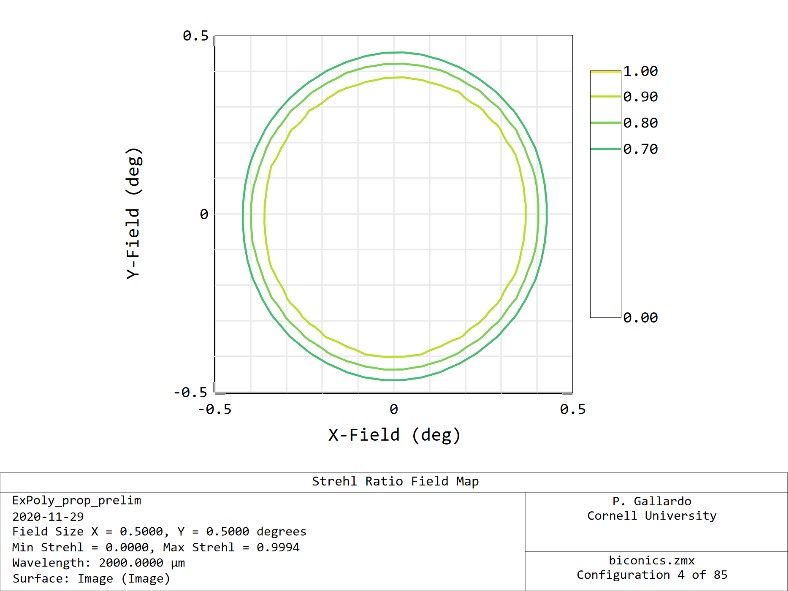 0.5
0
-0.5
Y-Field (deg)
-0.5
0
0.5
X-Field (deg)
1.00
0.90
0.80
0.70
0.00
Strehl Ratio Field Map
ExPoly_prop_prelim
2020-11-29
Field Size X = 0.5000, Y = 0.5000 degrees
Min Strehl = 0.0000, Max Strehl = 0.9994
Wavelength: 2000.0000 µm
Surface: Image (Image)
P. Gallardo
Cornell University
biconics.zmx
Configuration 4 of 85